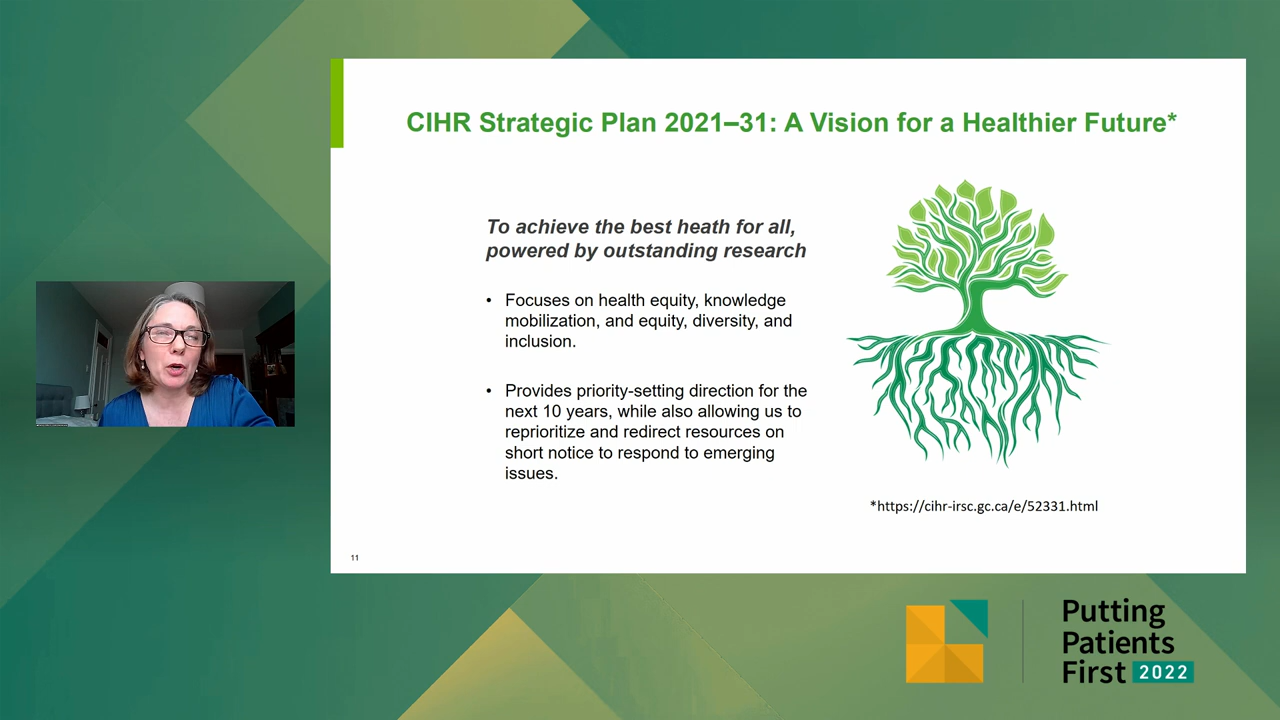 CIHR Strategic Plan 2021–31: A Vision for a Healthier Future*
To achieve the best heath for all,
powered by outstanding research
• Focuses on health equity, knowledge
mobilization, and equity, diversity, and
inclusion.
• Provides priority-setting direction for the
next 10 years, while also allowing us to
reprioritize and redirect resources on
short notice to respond to emerging
issues.
*https://cihr-irsc.gc.ca/e/52331.html
11
Putting
Patients
First 2022